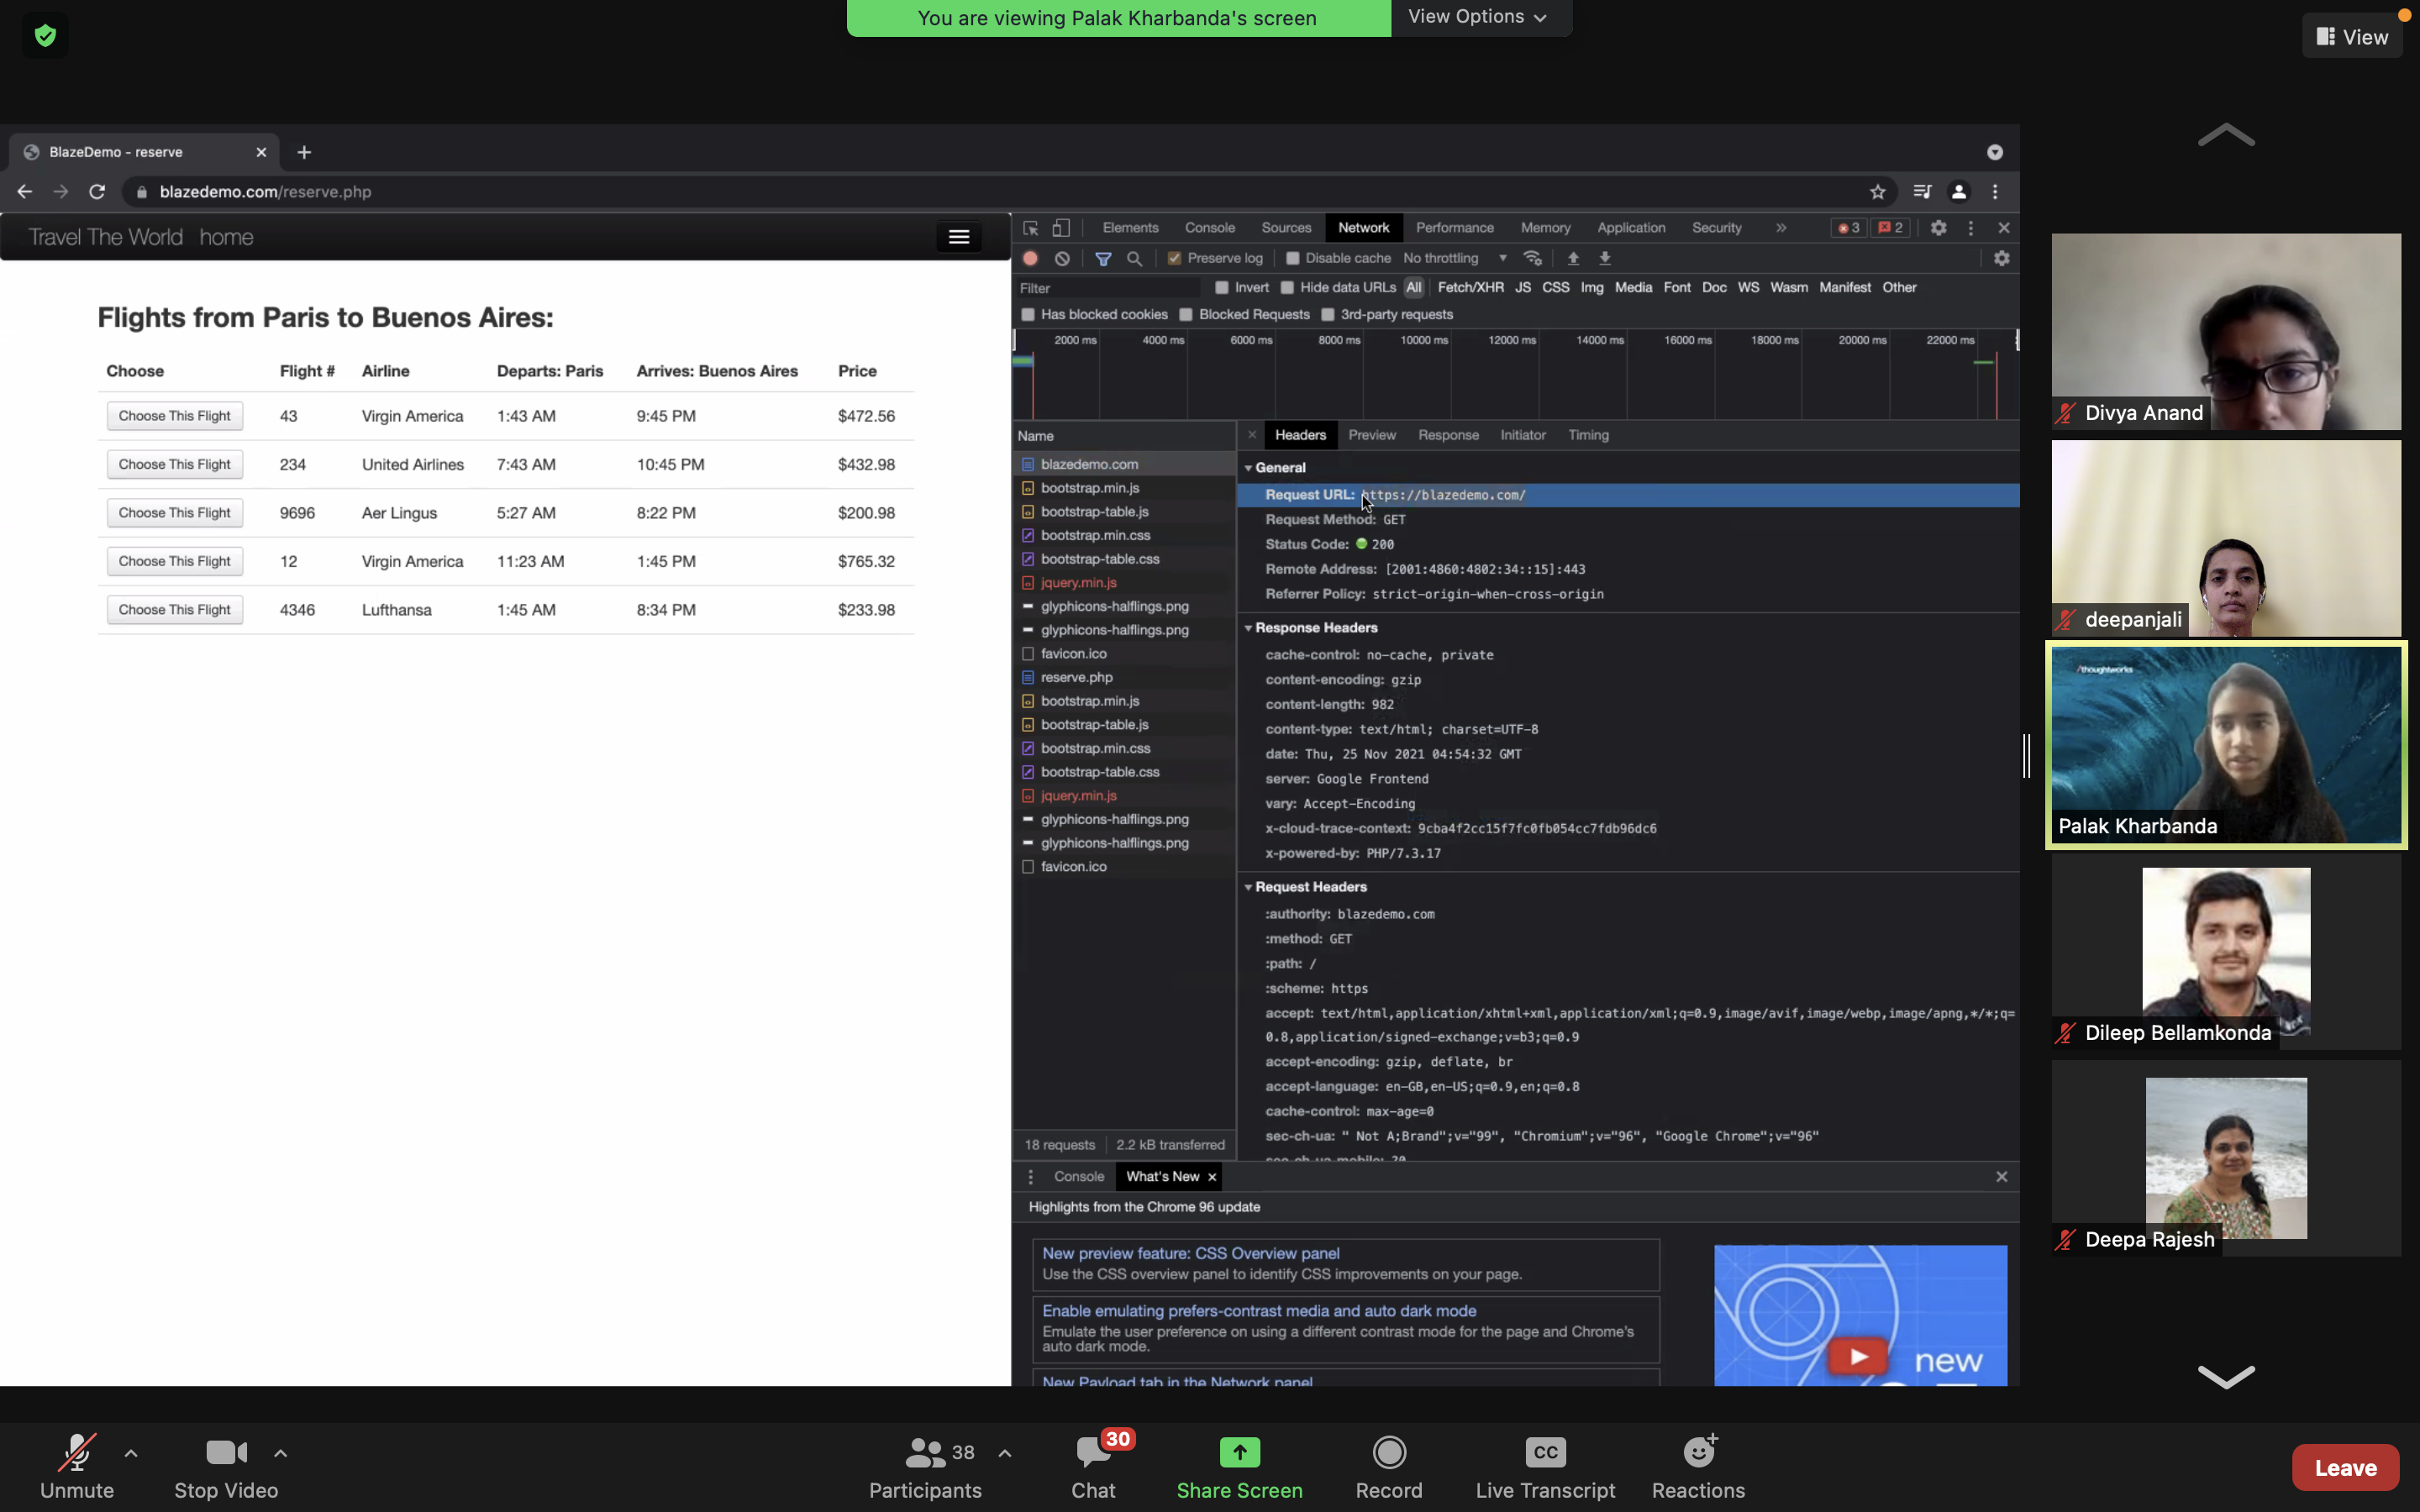 You are viewing Palak Kharbanda's screen
View Options
View
BlazeDemo - reserve
blazedemo.com/reserve.php
Travel The World home
Flights from Paris to Buenos Aires:
Choose Flight # Airline Departs: Paris Arrives: Buenos Aires Price
Choose This Flight 43 Virgin America 1:43 AM 9:45 PM $472.56
Choose This Flight 234 United Airlines 7:43 AM 10:45 PM $432.98
Choose This Flight 9696 Aer Lingus 5:27 AM 8:22 PM $200.98
Choose This Flight 12 Virgin America 11:23 AM 1:45 PM $765.32
Choose This Flight 4346 Lufthansa 1:45 AM 8:34 PM $233.98
Elements Console Sources Network Performance Memory Application Security » 3 2
Preserve log Disable cache No throttling
Filter Invert Hide data URLs All Fetch/XHR JS CSS Img Media Font Doc WS Wasm Manifest Other
Has blocked cookies Blocked Requests 3rd-party requests
2000 ms 4000 ms 6000 ms 8000 ms 10000 ms 12000 ms 14000 ms 16000 ms 18000 ms 20000 ms 22000 ms
Name
blazedemo.com
bootstrap.min.js
bootstrap-table.js
bootstrap.min.css
bootstrap-table.css
jquery.min.js
glyphicons-halflings.png
glyphicons-halflings.png
favicon.ico
reserve.php
bootstrap.min.js
bootstrap-table.js
bootstrap.min.css
bootstrap-table.css
jquery.min.js
glyphicons-halflings.png
glyphicons-halflings.png
favicon.ico
18 requests 2.2 kB transferred
Headers Preview Response Initiator Timing
General
Request URL: https://blazedemo.com/
Request Method: GET
Status Code: 200
Remote Address: [2001:4860:4802:34::15]:443
Referrer Policy: strict-origin-when-cross-origin
Response Headers
cache-control: no-cache, private
content-encoding: gzip
content-length: 982
content-type: text/html; charset=UTF-8
date: Thu, 25 Nov 2021 04:54:32 GMT
server: Google Frontend
vary: Accept-Encoding
x-cloud-trace-context: 9cba4f2cc15f7fc0fb054cc7fdb96dc6
x-powered-by: PHP/7.3.17
Request Headers
:authority: blazedemo.com
:method: GET
:path: /
:scheme: https
accept: text/html,application/xhtml+xml,application/xml;q=0.9,image/avif,image/webp,image/apng,*/*;q=
0.8,application/signed-exchange;v=b3;q=0.9
accept-encoding: gzip, deflate, br
accept-language: en-GB,en-US;q=0.9,en;q=0.8
cache-control: max-age=0
sec-ch-ua: " Not A;Brand";v="99", "Chromium";v="96", "Google Chrome";v="96"
sec-ch-ua-mobile: ?0
Console What's New
Highlights from the Chrome 96 update
New preview feature: CSS Overview panel
Use the CSS overview panel to identify CSS improvements on your page.
Enable emulating prefers-contrast media and auto dark mode
Emulate the user preference on using a different contrast mode for the page and Chrome's
auto dark mode.
New Payload tab in the Network panel
new
Divya Anand
deepanjali
/thoughtworks
Palak Kharbanda
Dileep Bellamkonda
Deepa Rajesh
Unmute
Stop Video
38
Participants
30
Chat
Share Screen
Record
CC
Live Transcript
Reactions
Leave